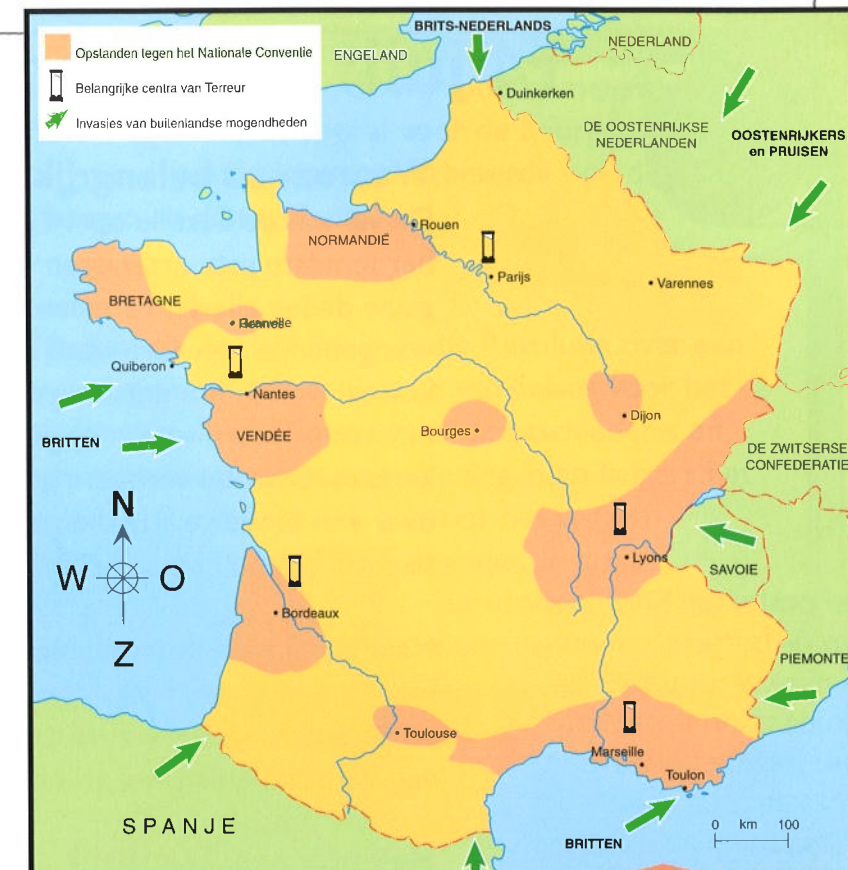 Opstanden tegen het Nationale Conventie
Belangrijke centra van Terreur
Invasies van buitenlandse mogendheden
BRITS-NEDERLANDS
ENGELAND
NEDERLAND
Duinkerken
DE OOSTENRIJKSE
NEDERLANDEN
OOSTENRIJKERS
en PRUISEN
Rouen
NORMANDIË
Parijs
Varennes
BRETAGNE
Quiberon
Nantes
Dijon
Bourges
VENDÉE
BRITTEN
DE ZWITSERSE
CONFEDERATIE
N
W
O
Z
Lyons
SAVOIE
Bordeaux
PIEMONTE
Toulouse
Marseille
Toulon
SPANJE
BRITTEN
0 km 100